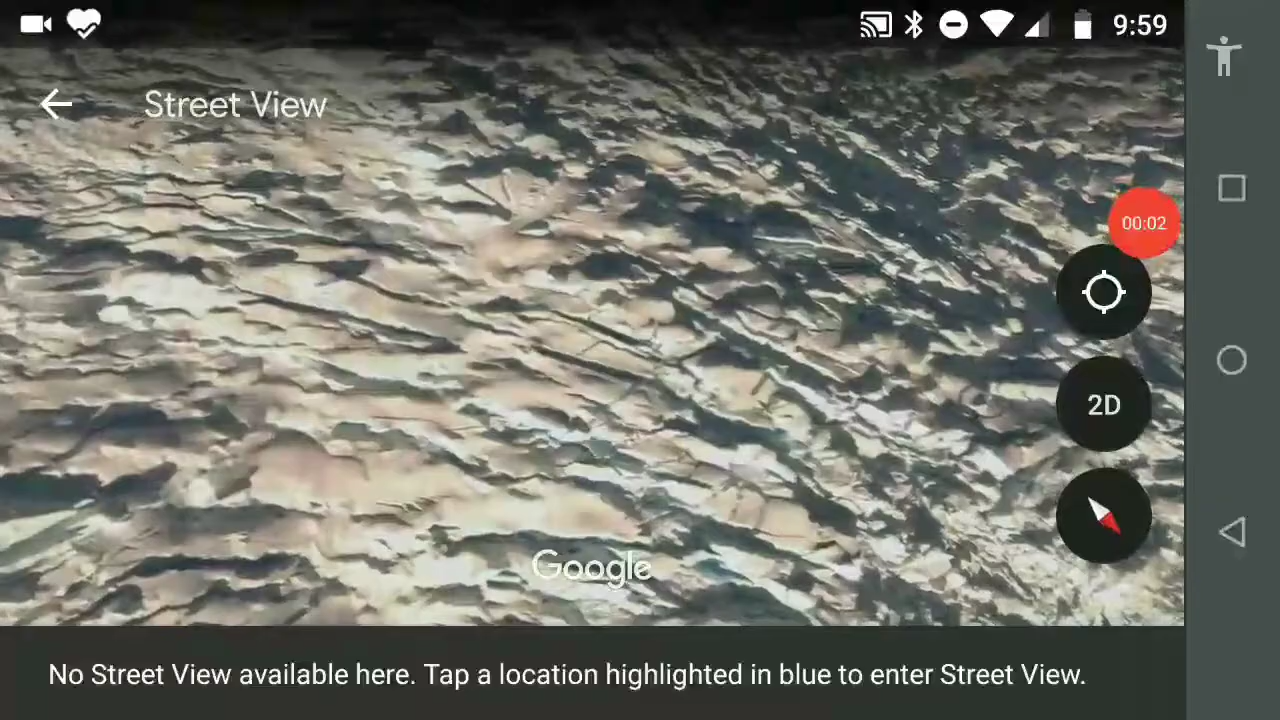 9:59
Street View
00:02
2D
Google
No Street View available here. Tap a location highlighted in blue to enter Street View.